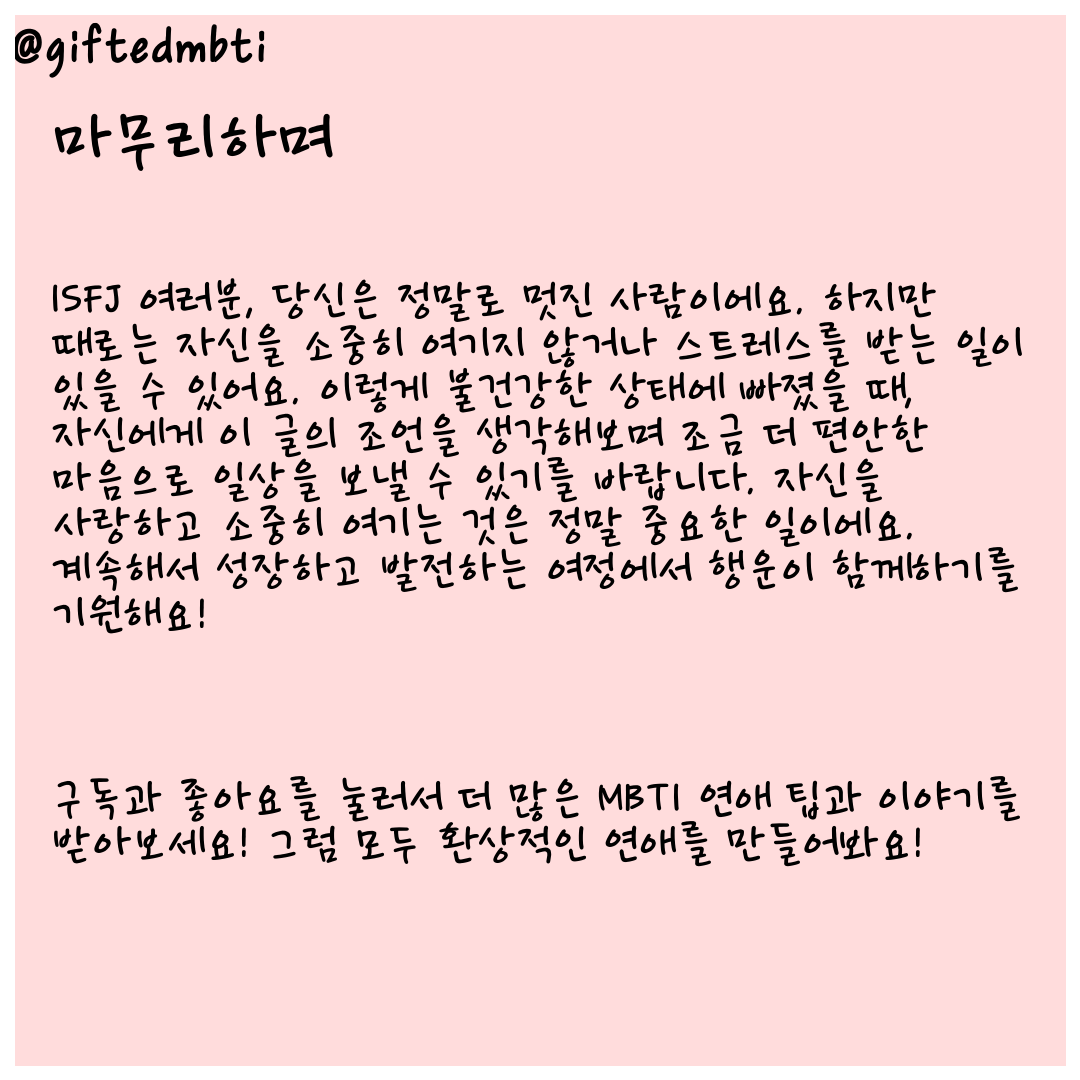 @giftedmbti
마무리하며
ISFJ 여러분, 당신은 정말로 멋진 사람이에요. 하지만
때로는 자신을 소중히 여기지 않거나 스트레스를 받는 일이
있을 수 있어요. 이렇게 불건강한 상태에 빠졌을 때,
자신에게 이 글의 조언을 생각해보며 조금 더 편안한
마음으로 일상을 보낼 수 있기를 바랍니다. 자신을
사랑하고 소중히 여기는 것은 정말 중요한 일이에요.
계속해서 성장하고 발전하는 여정에서 행운이 함께하기를
기원해요!
구독과 좋아요를 눌러서 더 많은 MBTI 연애 팁과 이야기를
받아보세요! 그럼 모두 환상적인 연애를 만들어봐요!